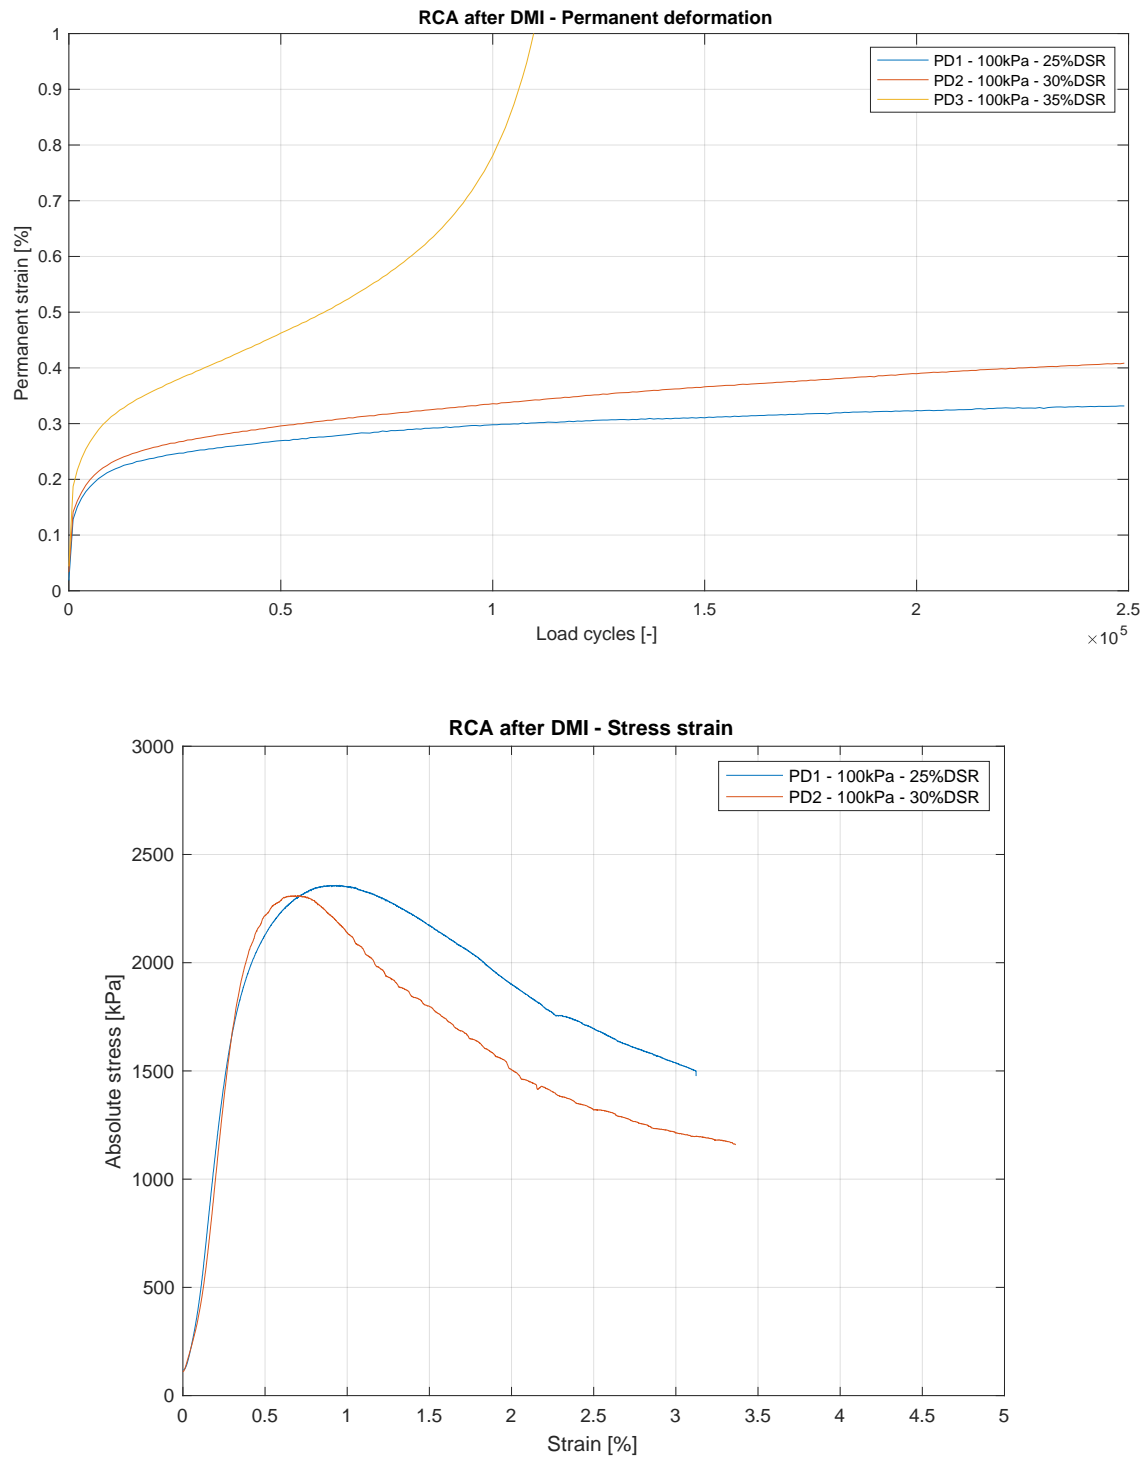 RCA after DMI - Permanent deformation
1
0.9
0.8
0.7
0.6
0.5
0.4
0.3
0.2
0.1
0
Permanent strain [%]
PD1 - 100kPa - 25%DSR
PD2 - 100kPa - 30%DSR
PD3 - 100kPa - 35%DSR
0 0.5 1 1.5 2 2.5
Load cycles [-]
×10^5
RCA after DMI - Stress strain
3000
2500
2000
1500
1000
500
0
Absolute stress [kPa]
PD1 - 100kPa - 25%DSR
PD2 - 100kPa - 30%DSR
0 0.5 1 1.5 2 2.5 3 3.5 4 4.5 5
Strain [%]